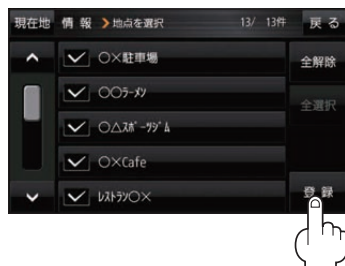 現在地 情 報 地点を選択 13/ 13件 戻 る
○×駐車場
全解除
○○ﾗｰﾒﾝ
全選択
○△ｽﾎﾟｰﾂｼﾞﾑ
○×Cafe
ﾚｽﾄﾗﾝ○×
登 録